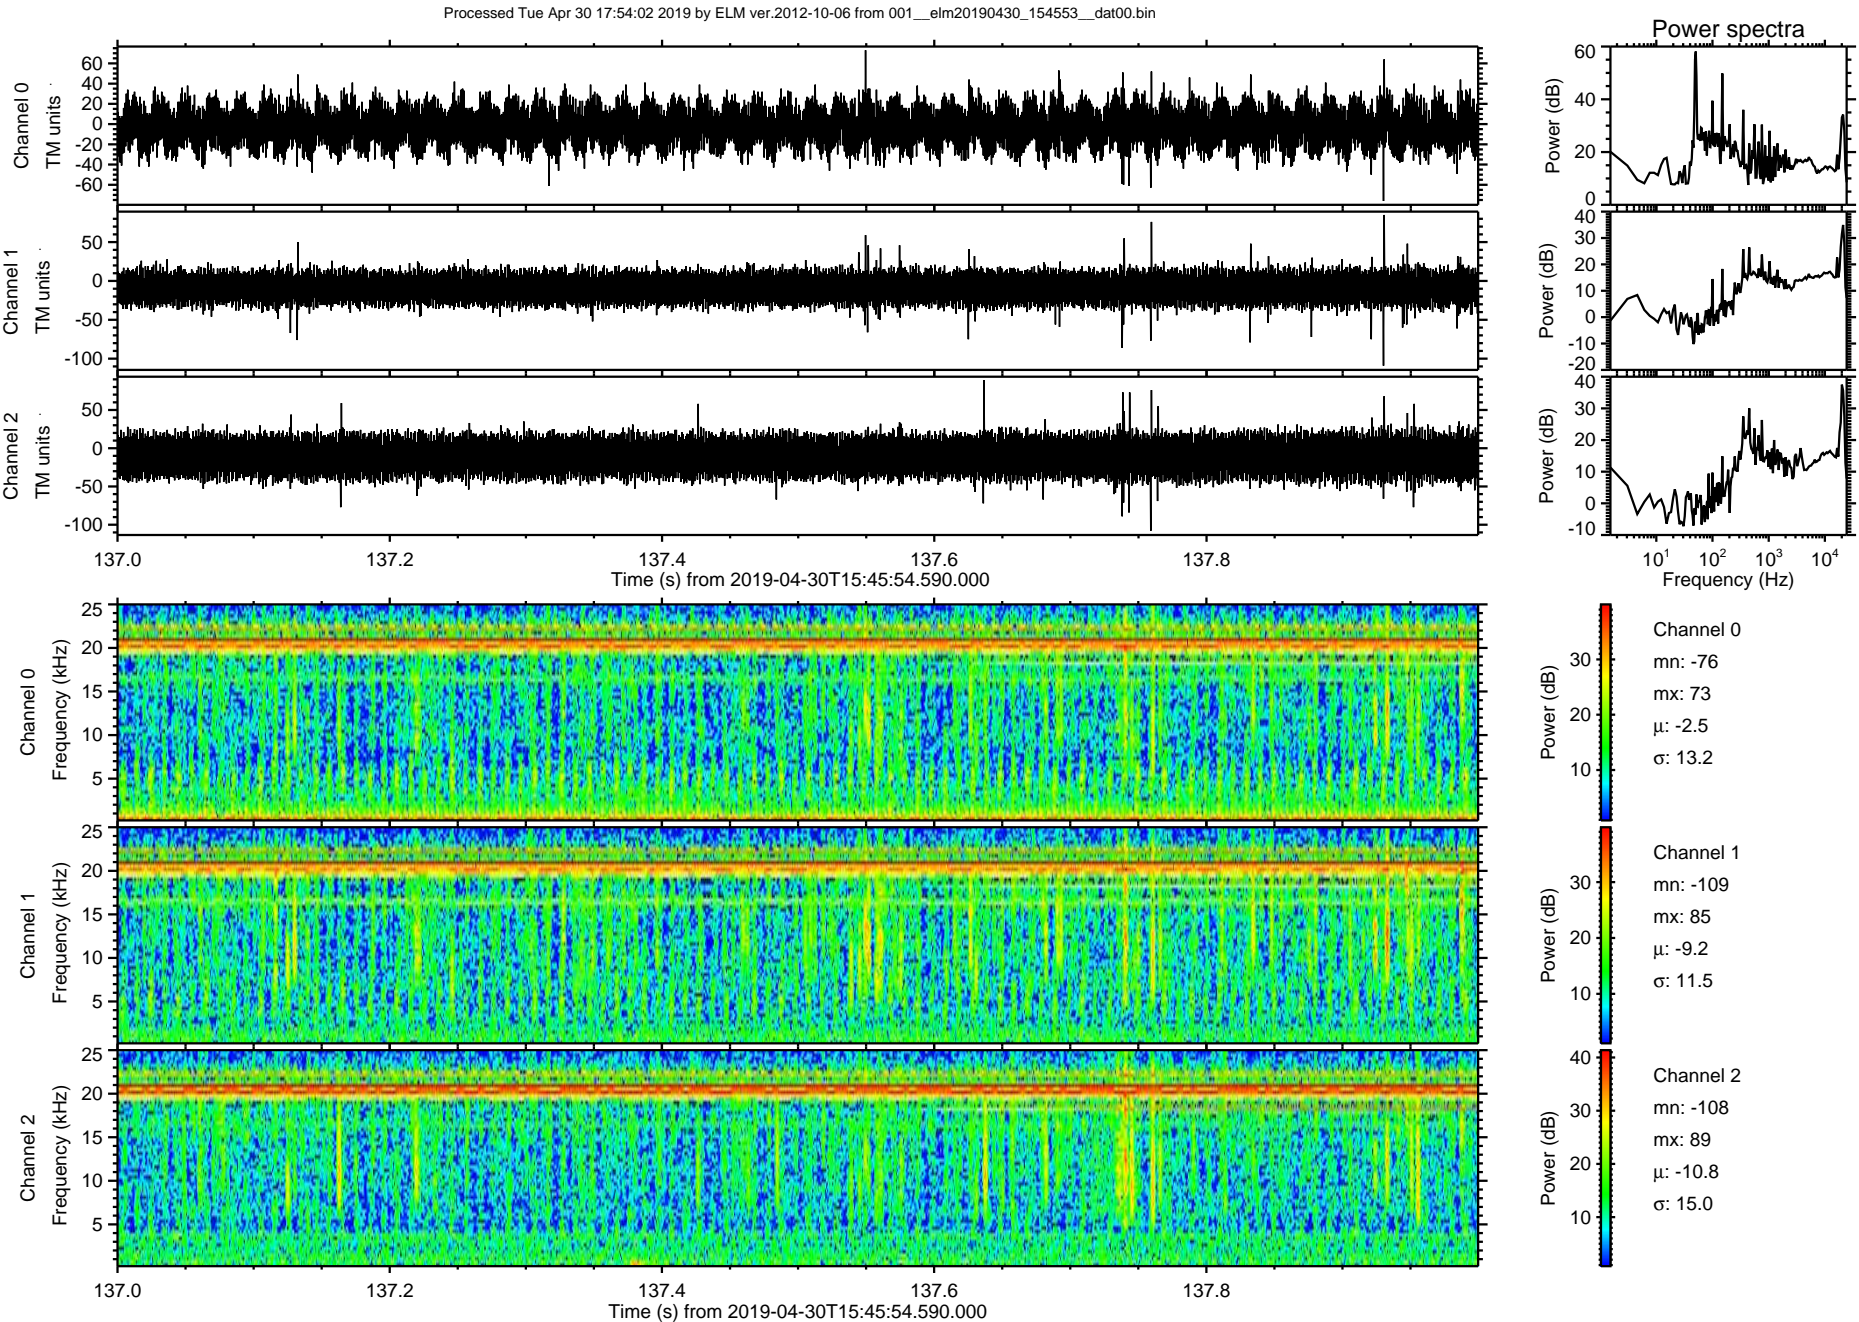 Processed Tue Apr 30 17:54:02 2019 by ELM ver.2012-10-06 from 001__elm20190430_154553__dat00.bin
Power spectra
Channel 0
TM units
60
40
20
0
-20
-40
-60
Power (dB)
60
40
20
0
Channel 1
TM units
50
0
-50
-100
Power (dB)
40
30
20
10
0
-10
-20
Channel 2
TM units
50
0
-50
-100
Power (dB)
40
30
20
10
0
-10
137.0 137.2 137.4 137.6 137.8
Time (s) from 2019-04-30T15:45:54.590.000
10¹ 10² 10³ 10⁴
Frequency (Hz)
Channel 0
Frequency (kHz)
25
20
15
10
5
Power (dB)
30
20
10
Channel 0
mn: -76
mx: 73
μ: -2.5
σ: 13.2
Channel 1
Frequency (kHz)
25
20
15
10
5
Power (dB)
30
20
10
Channel 1
mn: -109
mx: 85
μ: -9.2
σ: 11.5
Channel 2
Frequency (kHz)
25
20
15
10
5
Power (dB)
40
30
20
10
Channel 2
mn: -108
mx: 89
μ: -10.8
σ: 15.0
137.0 137.2 137.4 137.6 137.8
Time (s) from 2019-04-30T15:45:54.590.000